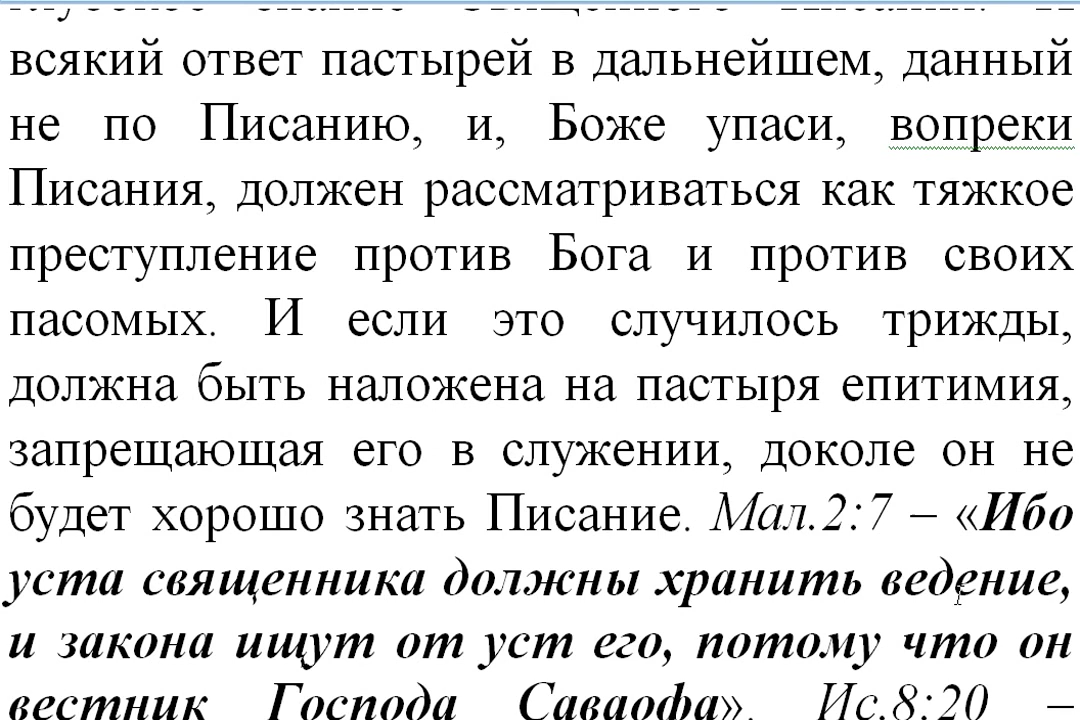 всякий ответ пастырей в дальнейшем, данный
не по Писанию, и, Боже упаси, вопреки
Писания, должен рассматриваться как тяжкое
преступление против Бога и против своих
пасомых. И если это случилось трижды,
должна быть наложена на пастыря епитимия,
запрещающая его в служении, доколе он не
будет хорошо знать Писание. Мал.2:7 – «Ибо
уста священника должны хранить ведение,
и закона ищут от уст его, потому что он
вестник Господа Саваофа». Ис.8:20 –